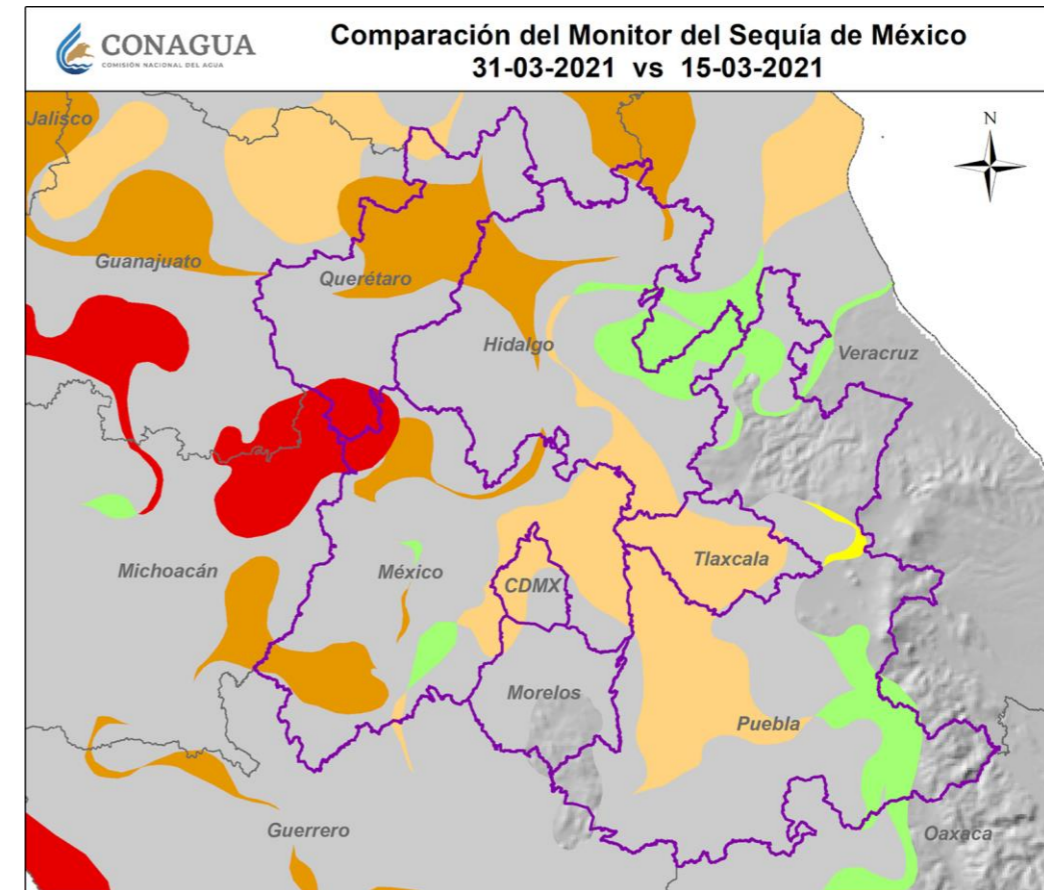 CONAGUA
COMISIÓN NACIONAL DEL AGUA
Comparación del Monitor del Sequía de México
31-03-2021 vs 15-03-2021
Jalisco
N
Guanajuato
Querétaro
Hidalgo
Veracruz
Michoacán
México
CDMX
Tlaxcala
Morelos
Puebla
Guerrero
Oaxaca